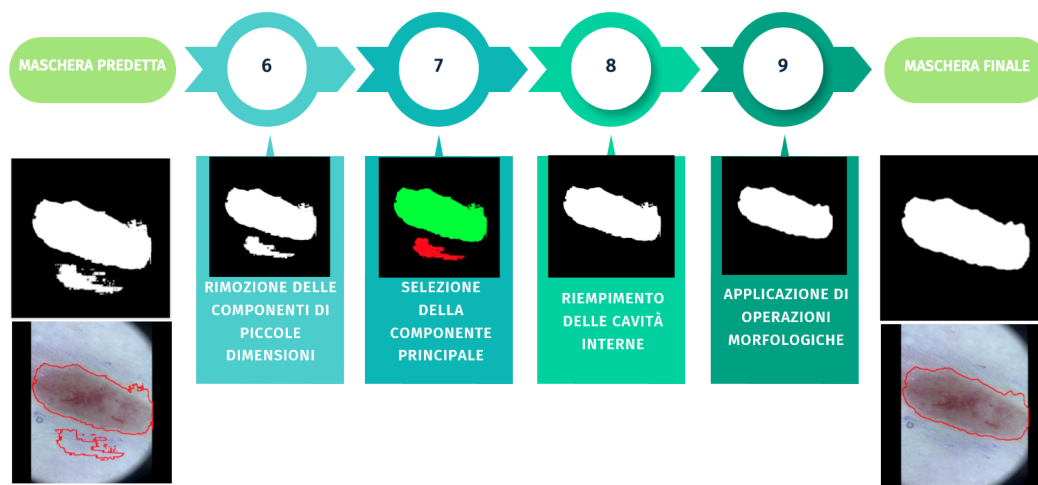 MASCHERA PREDETTA
6
7
8
9
MASCHERA FINALE
RIMOZIONE DELLE
COMPONENTI DI
PICCOLE
DIMENSIONI
SELEZIONE
DELLA
COMPONENTE
PRINCIPALE
RIEMPIMENTO
DELLE CAVITÀ
INTERNE
APPLICAZIONE DI
OPERAZIONI
MORFOLOGICHE